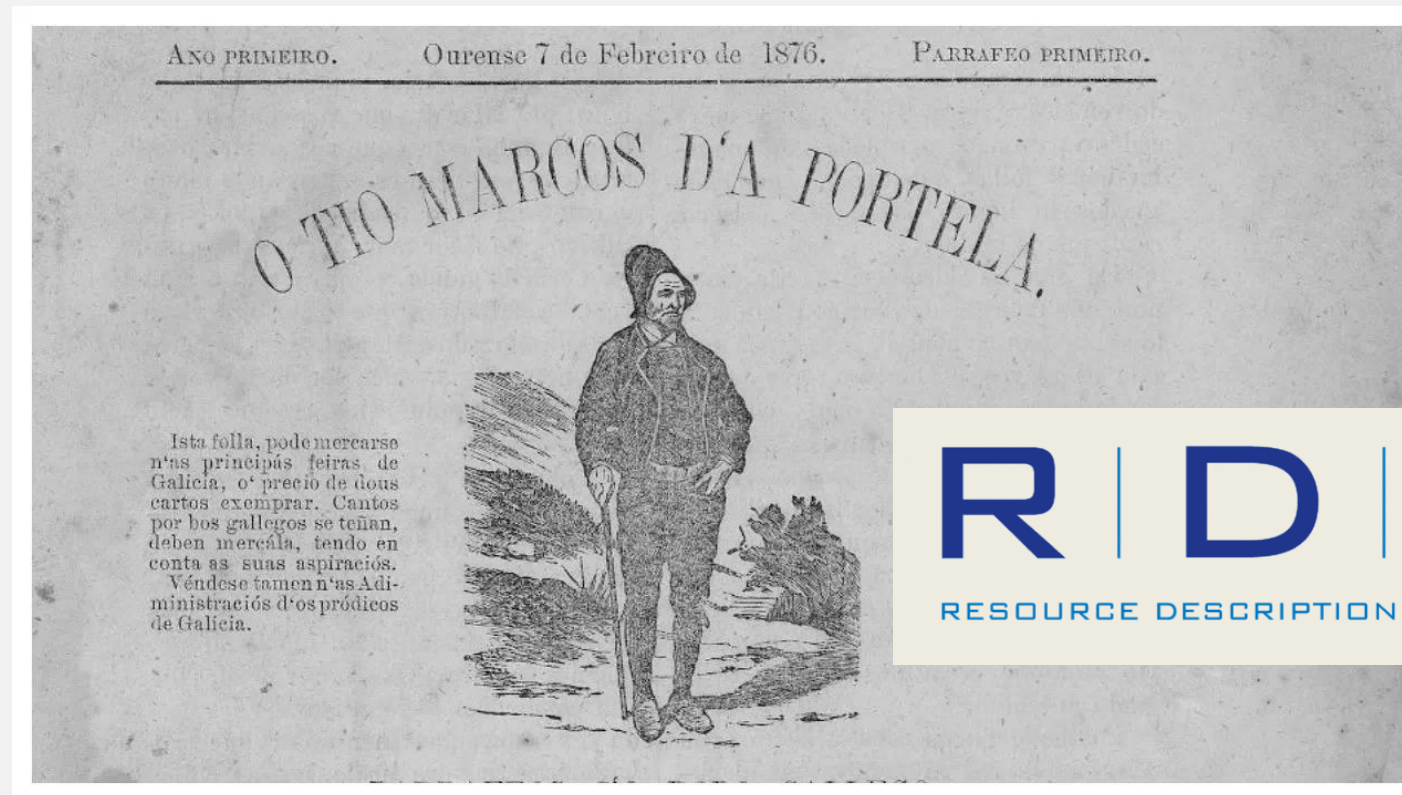 ANO PRIMEIRO. Ourense 7 de Febreiro de 1876. PARRAFEO PRIMEIRO.
O TIO MARCOS D'A PORTELA.
Ista folla, pode mercarse
n‘as principás feiras de
Galicia, o‘ precio de dous
cartos exemprar. Cantos
por bos gallegos se teñan,
deben mercála, tendo en
conta as suas aspiraciós.
Véndese tamen n‘as Adi-
ministraciós d‘os pródicos
de Galicia.
R | D |
RESOURCE DESCRIPTION